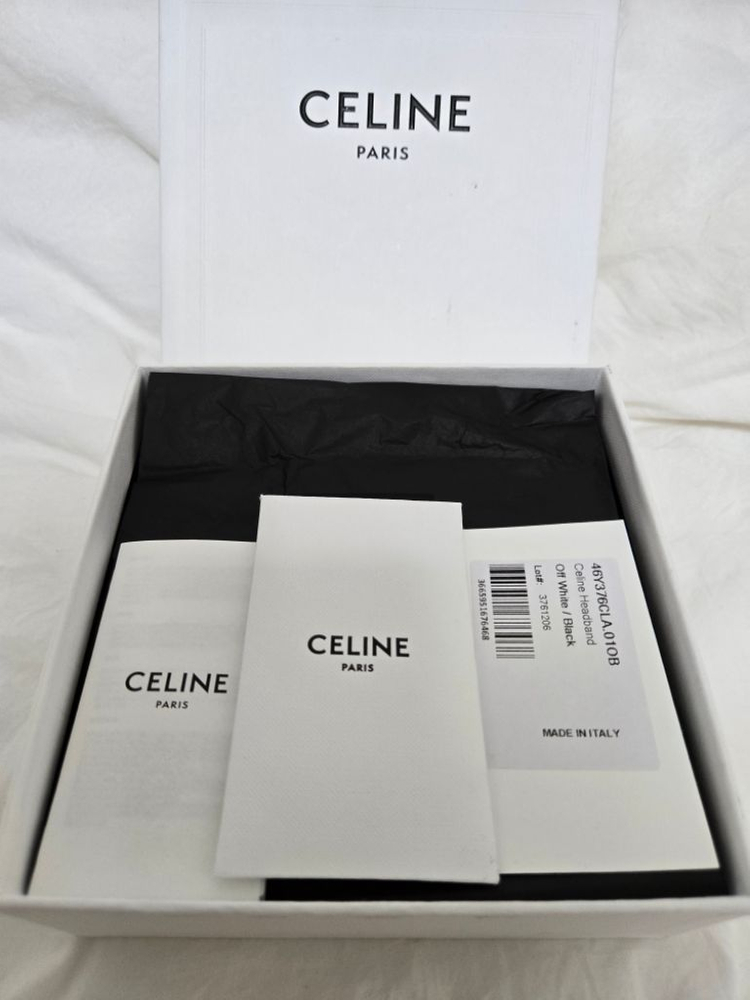 CELINE
PARIS
CELINE
PARIS
CELINE
PARIS
46Y376CLA.01OB
Celine Headband
Off White / Black
Lot#: 3761206
3665951676468
MADE IN ITALY